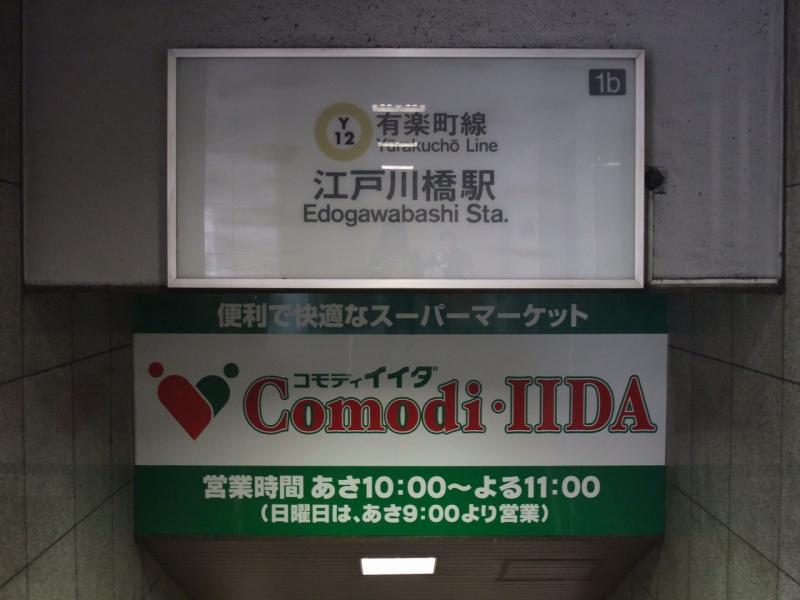 1b
Y
12
有楽町線
Yūrakuchō Line
江戸川橋駅
Edogawabashi Sta.
便利で快適なスーパーマーケット
コモディイイダ
Comodi・IIDA
営業時間 あさ10:00〜よる11:00
(日曜日は、あさ9:00より営業)